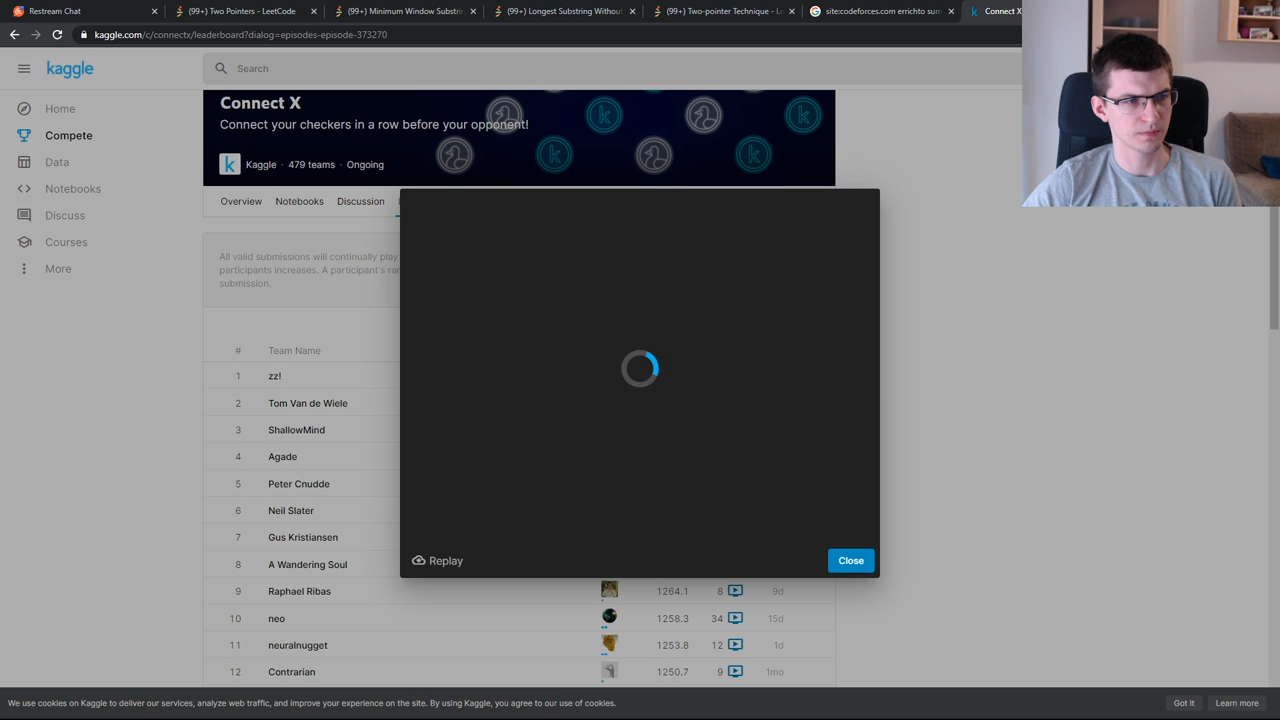 Restream Chat
(99+) Two Pointers - LeetCode
(99+) Minimum Window Substri
(99+) Longest Substring Without
(99+) Two-pointer Technique - Le
site:codeforces.com errichto sum
Connect X
kaggle.com/c/connectx/leaderboard?dialog=episodes-episode-373270
kaggle
Search
Home
Compete
Data
Notebooks
Discuss
Courses
More
Connect X
Connect your checkers in a row before your opponent!
Kaggle · 479 teams · Ongoing
Overview
Notebooks
Discussion
All valid submissions will continually play
participants increases. A participant's ra
submission.
# Team Name
1 zz!
2 Tom Van de Wiele
3 ShallowMind
4 Agade
5 Peter Cnudde
6 Neil Slater
7 Gus Kristiansen
8 A Wandering Soul
Replay
Close
9 Raphael Ribas 1264.1 8 9d
10 neo 1258.3 34 15d
11 neuralnugget 1253.8 12 1d
12 Contrarian 1250.7 9 1mo
We use cookies on Kaggle to deliver our services, analyze web traffic, and improve your experience on the site. By using Kaggle, you agree to our use of cookies.
Got it
Learn more